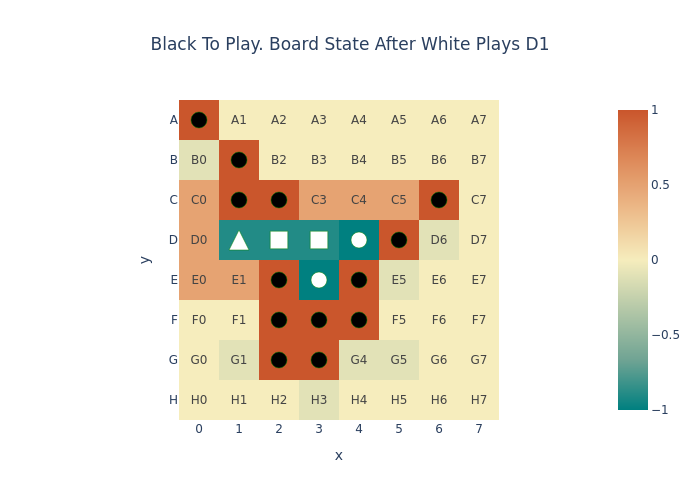 Black To Play. Board State After White Plays D1
A A1 A2 A3 A4 A5 A6 A7
B B0 B2 B3 B4 B5 B6 B7
C C0 C3 C4 C5 C7
D D0 D6 D7
E E0 E1 E5 E6 E7
F F0 F1 F5 F6 F7
G G0 G1 G4 G5 G6 G7
H H0 H1 H2 H3 H4 H5 H6 H7
0 1 2 3 4 5 6 7
x
y
1
0.5
0
−0.5
−1